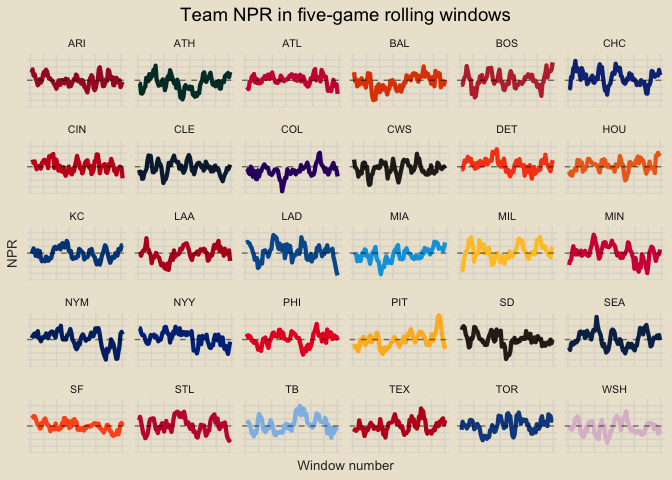 Team NPR in five-game rolling windows
ARI ATH ATL BAL BOS CHC
CIN CLE COL CWS DET HOU
KC LAA LAD MIA MIL MIN
NPR
NYM NYY PHI PIT SD SEA
SF STL TB TEX TOR WSH
Window number